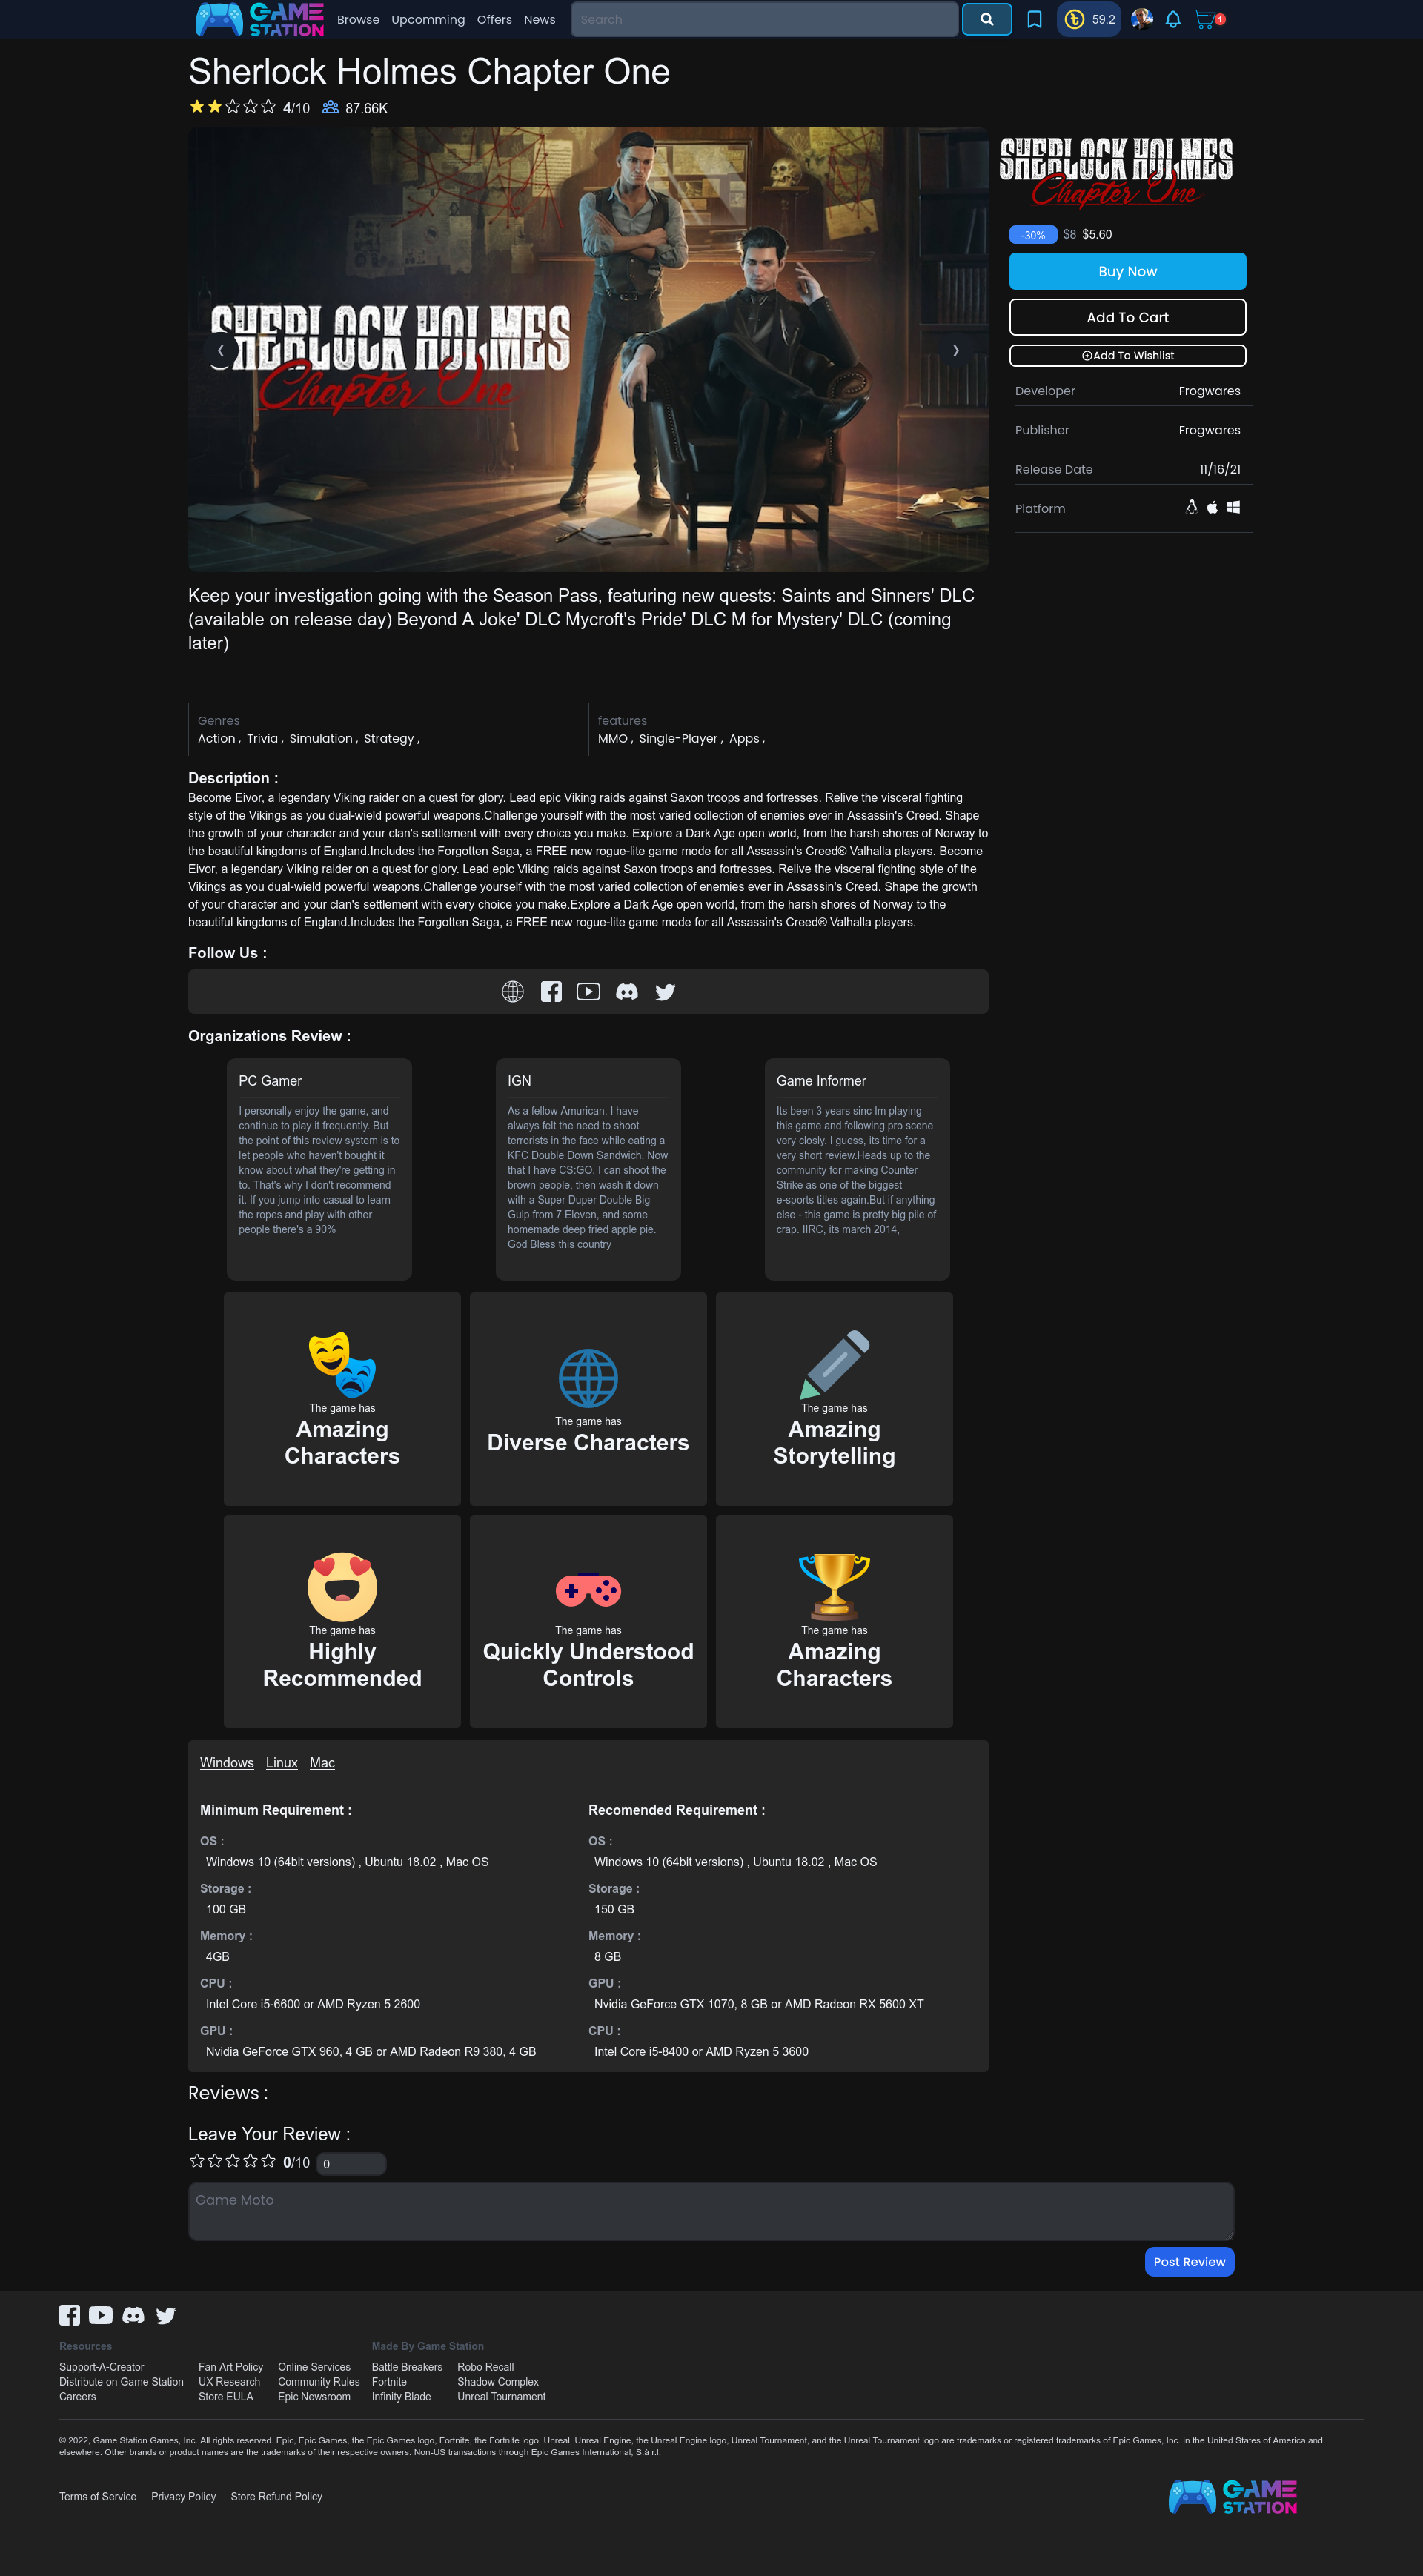 GAME STATION
Browse Upcomming Offers News Search 59.2 1
Sherlock Holmes Chapter One
4/10 87.66K
SHERLOCK HOLMES
Chapter One
SHERLOCK HOLMES
Chapter One
-30% $8 $5.60
Buy Now
Add To Cart
Add To Wishlist
Developer Frogwares
Publisher Frogwares
Release Date 11/16/21
Platform
Keep your investigation going with the Season Pass, featuring new quests: Saints and Sinners' DLC
(available on release day) Beyond A Joke' DLC Mycroft's Pride' DLC M for Mystery' DLC (coming
later)
Genres
Action , Trivia , Simulation , Strategy ,
features
MMO , Single-Player , Apps ,
Description :
Become Eivor, a legendary Viking raider on a quest for glory. Lead epic Viking raids against Saxon troops and fortresses. Relive the visceral fighting
style of the Vikings as you dual-wield powerful weapons.Challenge yourself with the most varied collection of enemies ever in Assassin's Creed. Shape
the growth of your character and your clan's settlement with every choice you make. Explore a Dark Age open world, from the harsh shores of Norway to
the beautiful kingdoms of England.Includes the Forgotten Saga, a FREE new rogue-lite game mode for all Assassin's Creed® Valhalla players. Become
Eivor, a legendary Viking raider on a quest for glory. Lead epic Viking raids against Saxon troops and fortresses. Relive the visceral fighting style of the
Vikings as you dual-wield powerful weapons.Challenge yourself with the most varied collection of enemies ever in Assassin's Creed. Shape the growth
of your character and your clan's settlement with every choice you make.Explore a Dark Age open world, from the harsh shores of Norway to the
beautiful kingdoms of England.Includes the Forgotten Saga, a FREE new rogue-lite game mode for all Assassin's Creed® Valhalla players.
Follow Us :
Organizations Review :
PC Gamer
I personally enjoy the game, and
continue to play it frequently. But
the point of this review system is to
let people who haven't bought it
know about what they're getting in
to. That's why I don't recommend
it. If you jump into casual to learn
the ropes and play with other
people there's a 90%
IGN
As a fellow Amurican, I have
always felt the need to shoot
terrorists in the face while eating a
KFC Double Down Sandwich. Now
that I have CS:GO, I can shoot the
brown people, then wash it down
with a Super Duper Double Big
Gulp from 7 Eleven, and some
homemade deep fried apple pie.
God Bless this country
Game Informer
Its been 3 years sinc Im playing
this game and following pro scene
very closly. I guess, its time for a
very short review.Heads up to the
community for making Counter
Strike as one of the biggest
e-sports titles again.But if anything
else - this game is pretty big pile of
crap. IIRC, its march 2014,
The game has
Amazing
Characters
The game has
Diverse Characters
The game has
Amazing
Storytelling
The game has
Highly
Recommended
The game has
Quickly Understood
Controls
The game has
Amazing
Characters
Windows Linux Mac
Minimum Requirement :
OS :
Windows 10 (64bit versions) , Ubuntu 18.02 , Mac OS
Storage :
100 GB
Memory :
4GB
CPU :
Intel Core i5-6600 or AMD Ryzen 5 2600
GPU :
Nvidia GeForce GTX 960, 4 GB or AMD Radeon R9 380, 4 GB
Recomended Requirement :
OS :
Windows 10 (64bit versions) , Ubuntu 18.02 , Mac OS
Storage :
150 GB
Memory :
8 GB
GPU :
Nvidia GeForce GTX 1070, 8 GB or AMD Radeon RX 5600 XT
CPU :
Intel Core i5-8400 or AMD Ryzen 5 3600
Reviews :
Leave Your Review :
0/10 0
Game Moto
Post Review
Resources
Support-A-Creator Fan Art Policy Online Services
Distribute on Game Station UX Research Community Rules
Careers Store EULA Epic Newsroom
Made By Game Station
Battle Breakers Robo Recall
Fortnite Shadow Complex
Infinity Blade Unreal Tournament
© 2022, Game Station Games, Inc. All rights reserved. Epic, Epic Games, the Epic Games logo, Fortnite, the Fortnite logo, Unreal, Unreal Engine, the Unreal Engine logo, Unreal Tournament, and the Unreal Tournament logo are trademarks or registered trademarks of Epic Games, Inc. in the United States of America and
elsewhere. Other brands or product names are the trademarks of their respective owners. Non-US transactions through Epic Games International, S.à r.l.
Terms of Service Privacy Policy Store Refund Policy
GAME STATION